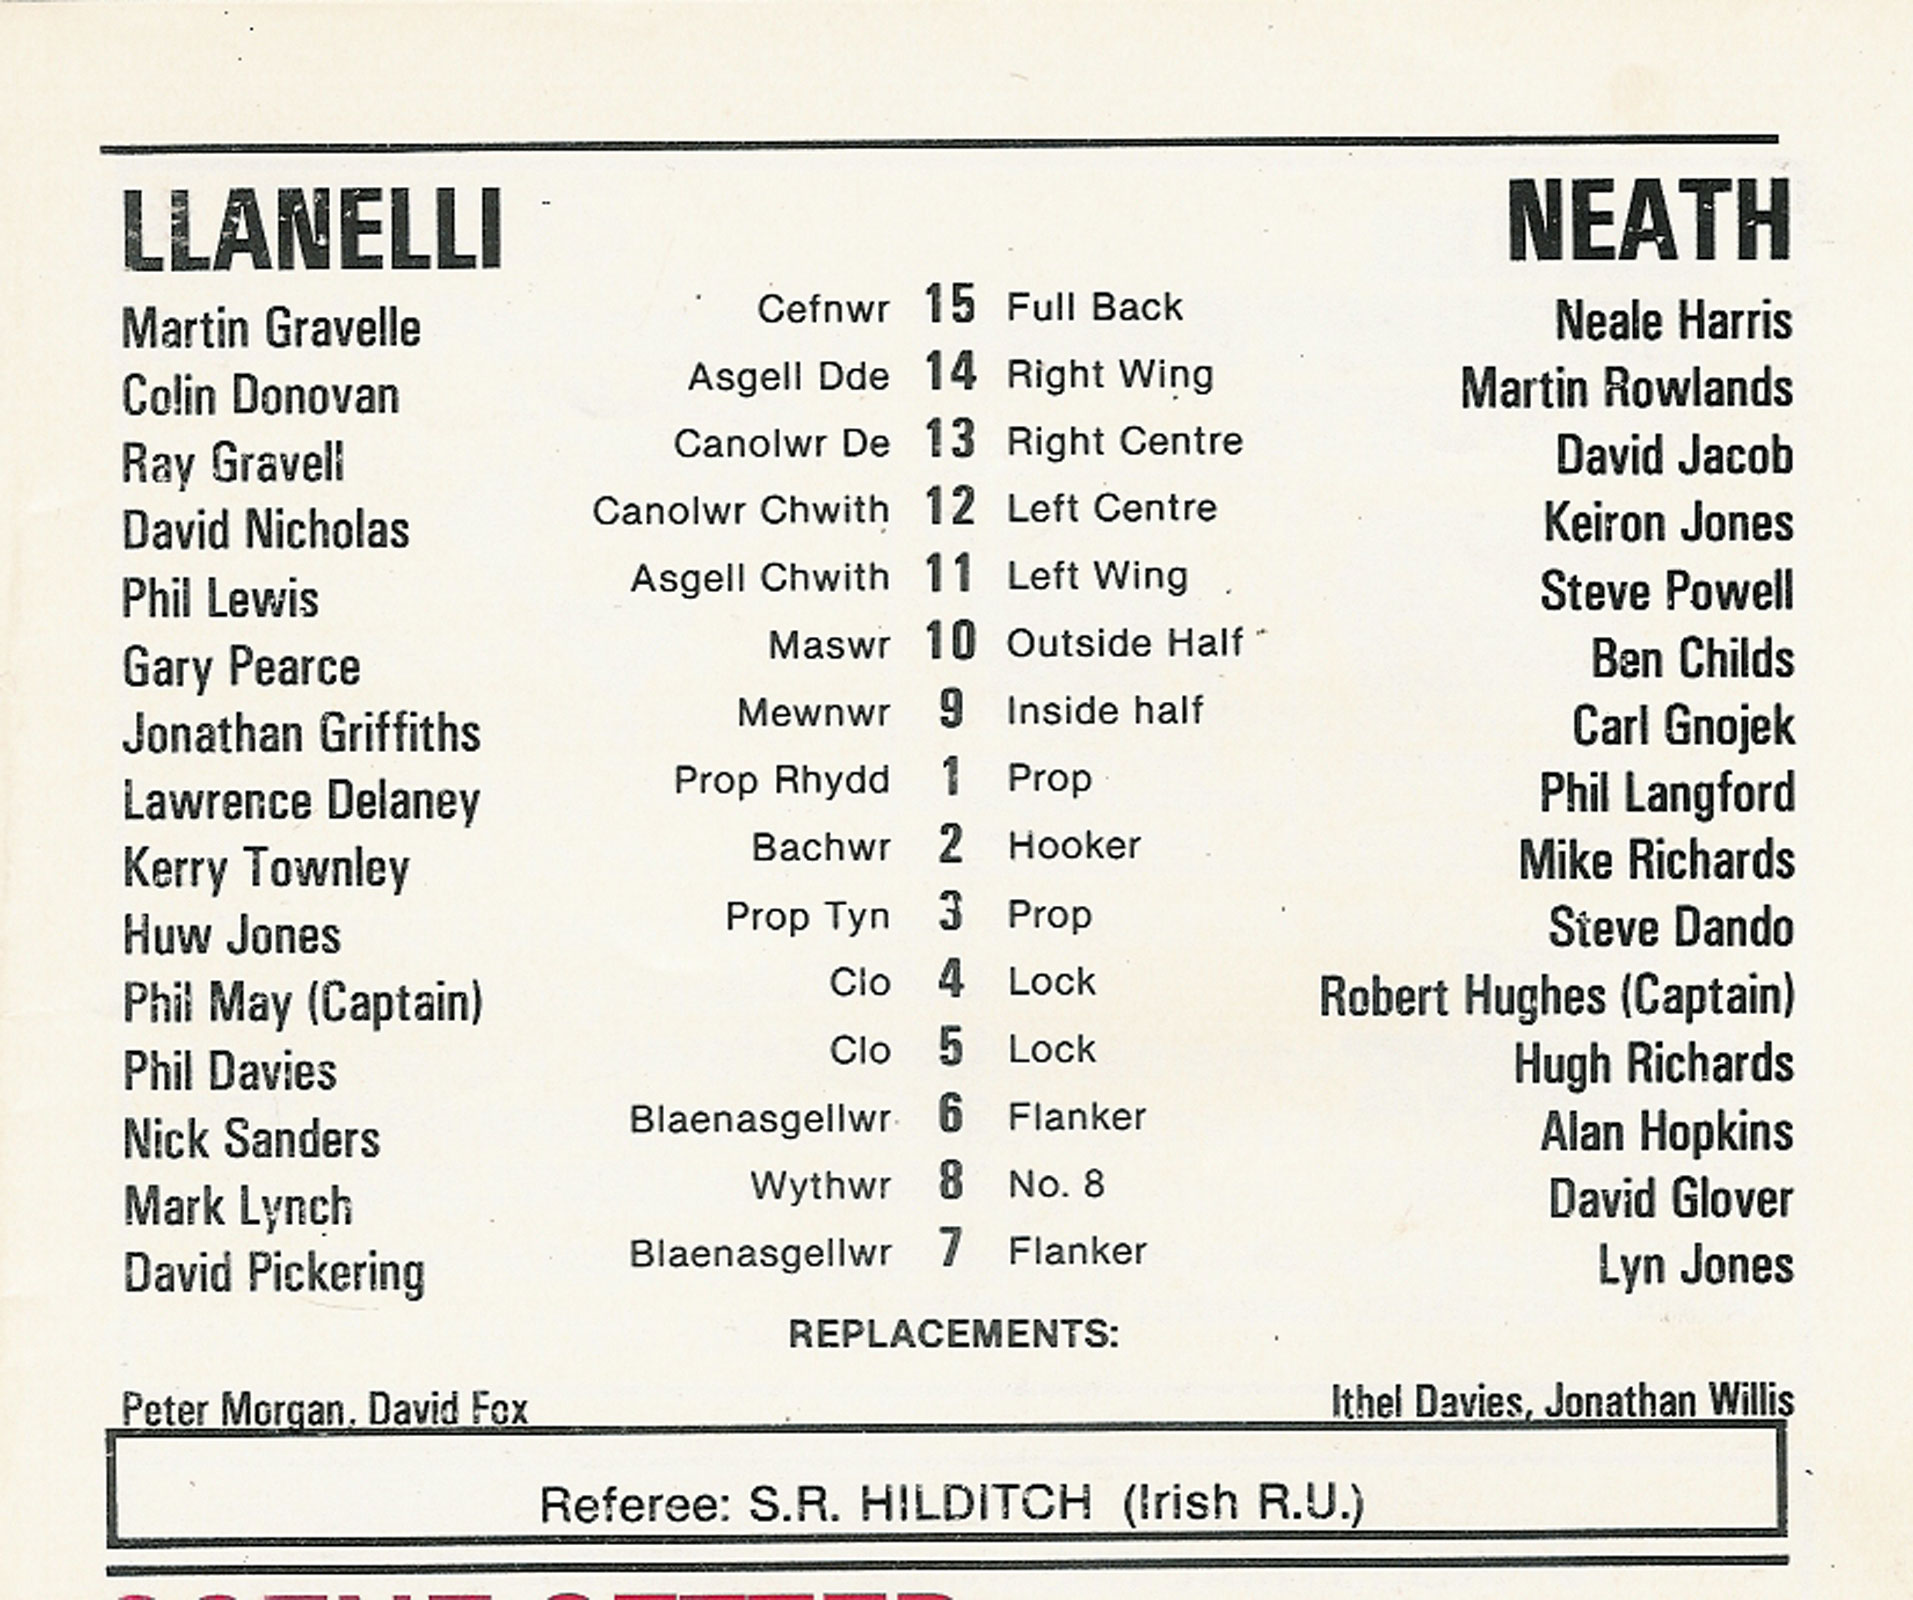 LLANELLI NEATH
Martin Gravelle Cefnwr 15 Full Back Neale Harris
Colin Donovan Asgell Dde 14 Right Wing Martin Rowlands
Ray Gravell Canolwr De 13 Right Centre David Jacob
David Nicholas Canolwr Chwith 12 Left Centre Keiron Jones
Phil Lewis Asgell Chwith 11 Left Wing Steve Powell
Gary Pearce Maswr 10 Outside Half Ben Childs
Jonathan Griffiths Mewnwr 9 Inside half Carl Gnojek
Lawrence Delaney Prop Rhydd 1 Prop Phil Langford
Kerry Townley Bachwr 2 Hooker Mike Richards
Huw Jones Prop Tyn 3 Prop Steve Dando
Phil May (Captain) Clo 4 Lock Robert Hughes (Captain)
Phil Davies Clo 5 Lock Hugh Richards
Nick Sanders Blaenasgellwr 6 Flanker Alan Hopkins
Mark Lynch Wythwr 8 No. 8 David Glover
David Pickering Blaenasgellwr 7 Flanker Lyn Jones
REPLACEMENTS:
Peter Morgan, David Fox Ithel Davies, Jonathan Willis
Referee: S.R. HILDITCH (Irish R.U.)